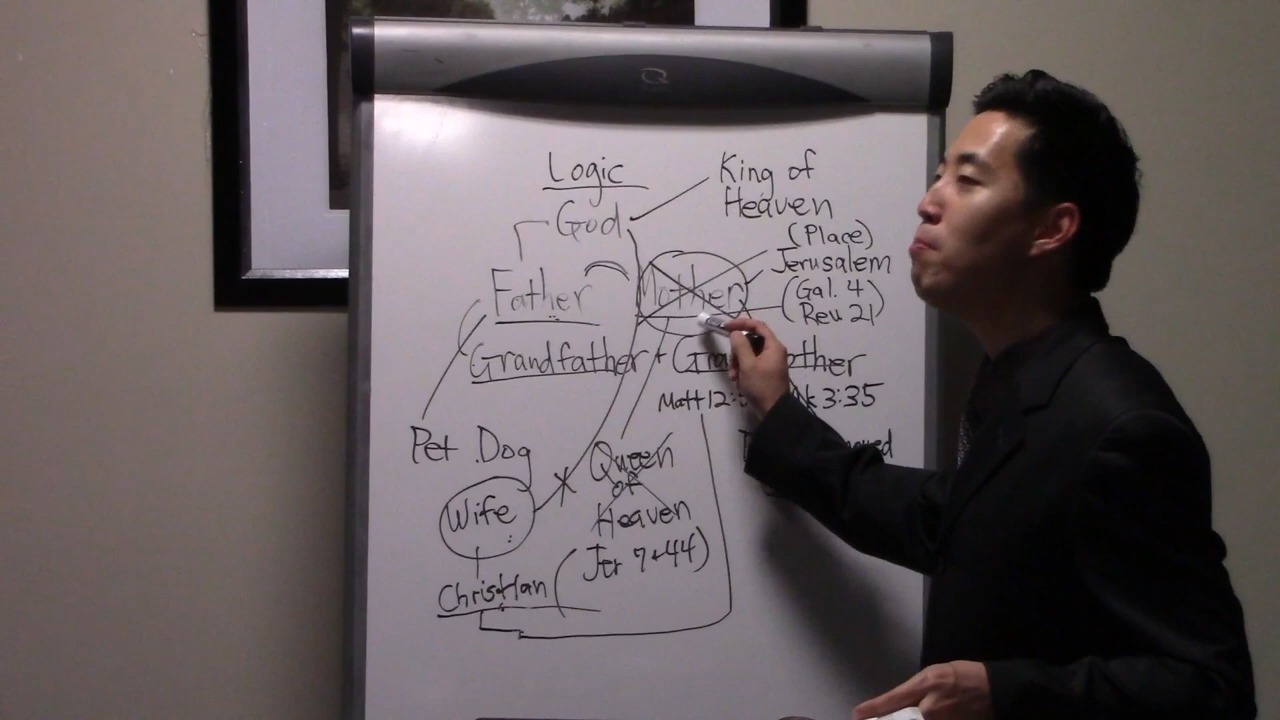 Logic
God
King of
Heaven
Father
Mother
(Place)
Jerusalem
(Gal. 4
Rev 21)
Grandfather +
Matt 12:
3:35
Pet Dog
Wife
Queen
of
Heaven
(Jer 7+44)
Christian